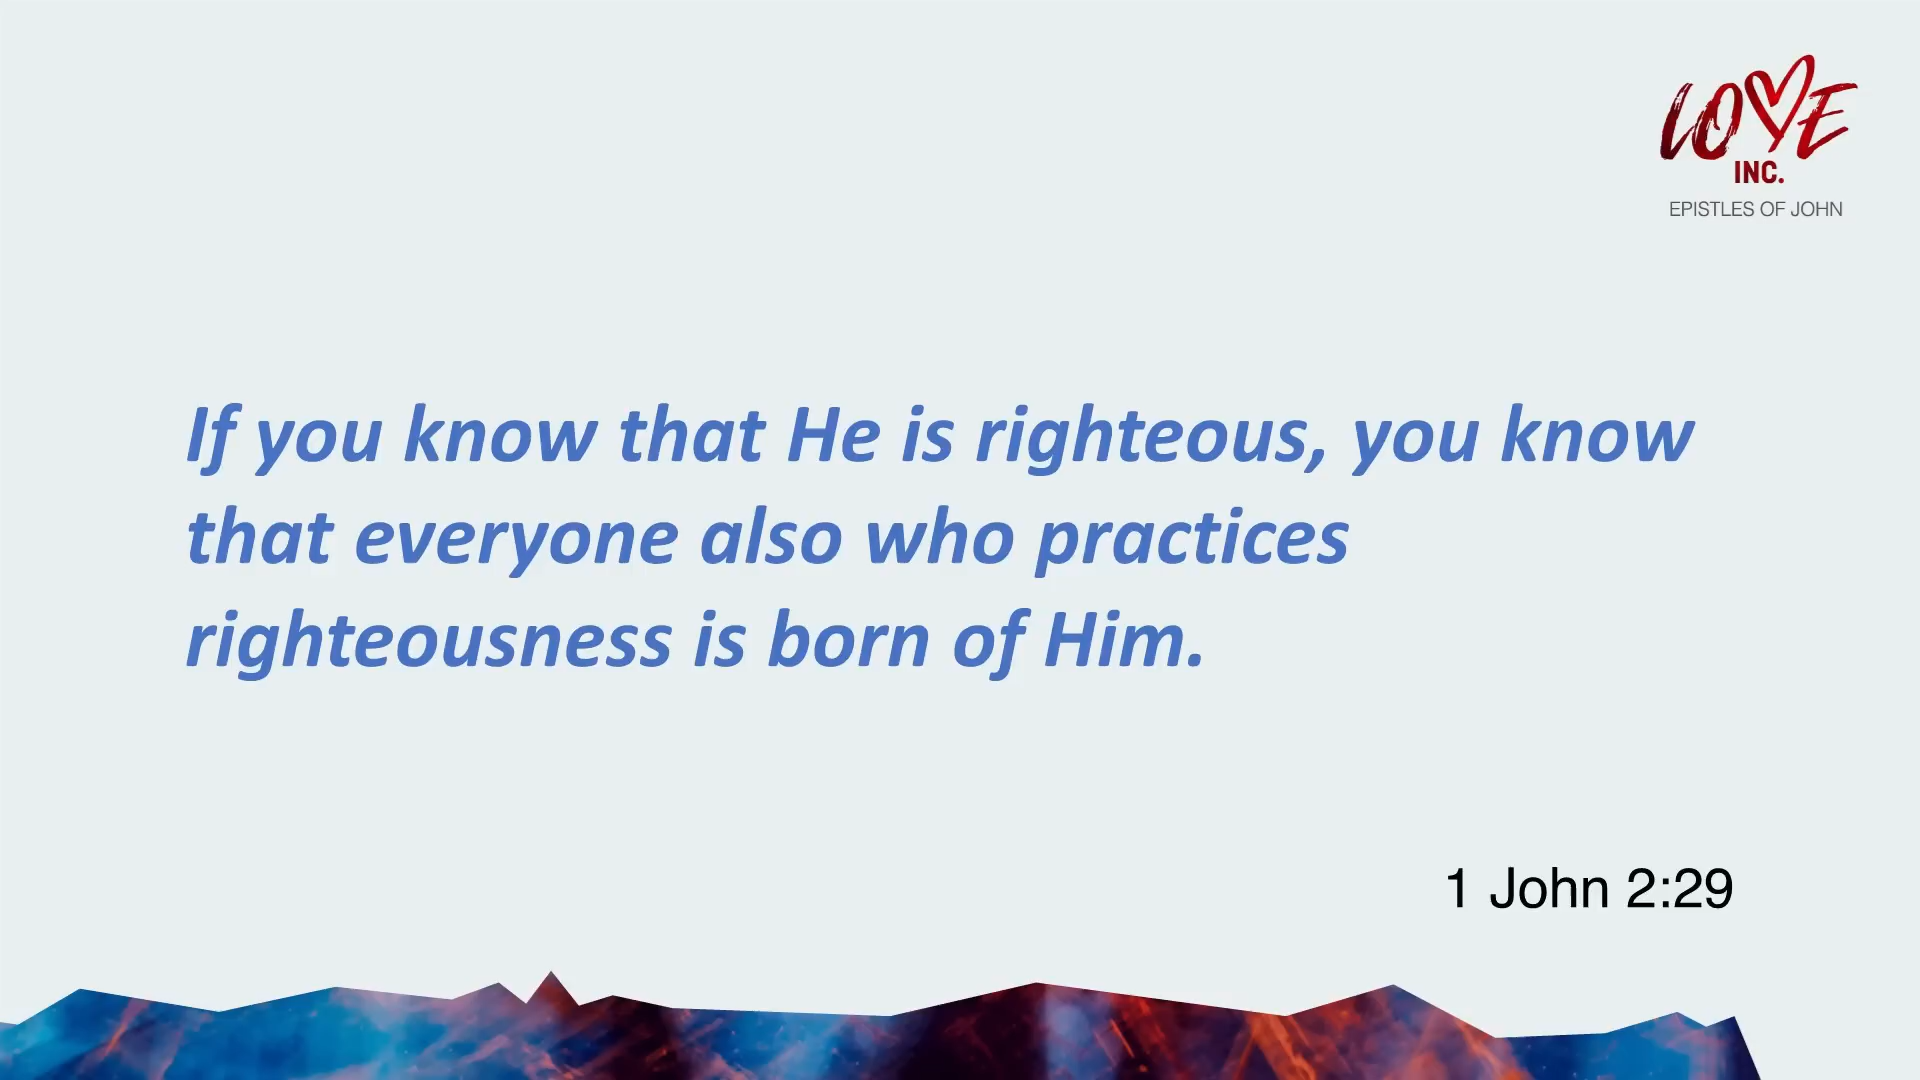 LOVE
INC.
EPISTLES OF JOHN
If you know that He is righteous, you know
that everyone also who practices
righteousness is born of Him.
1 John 2:29